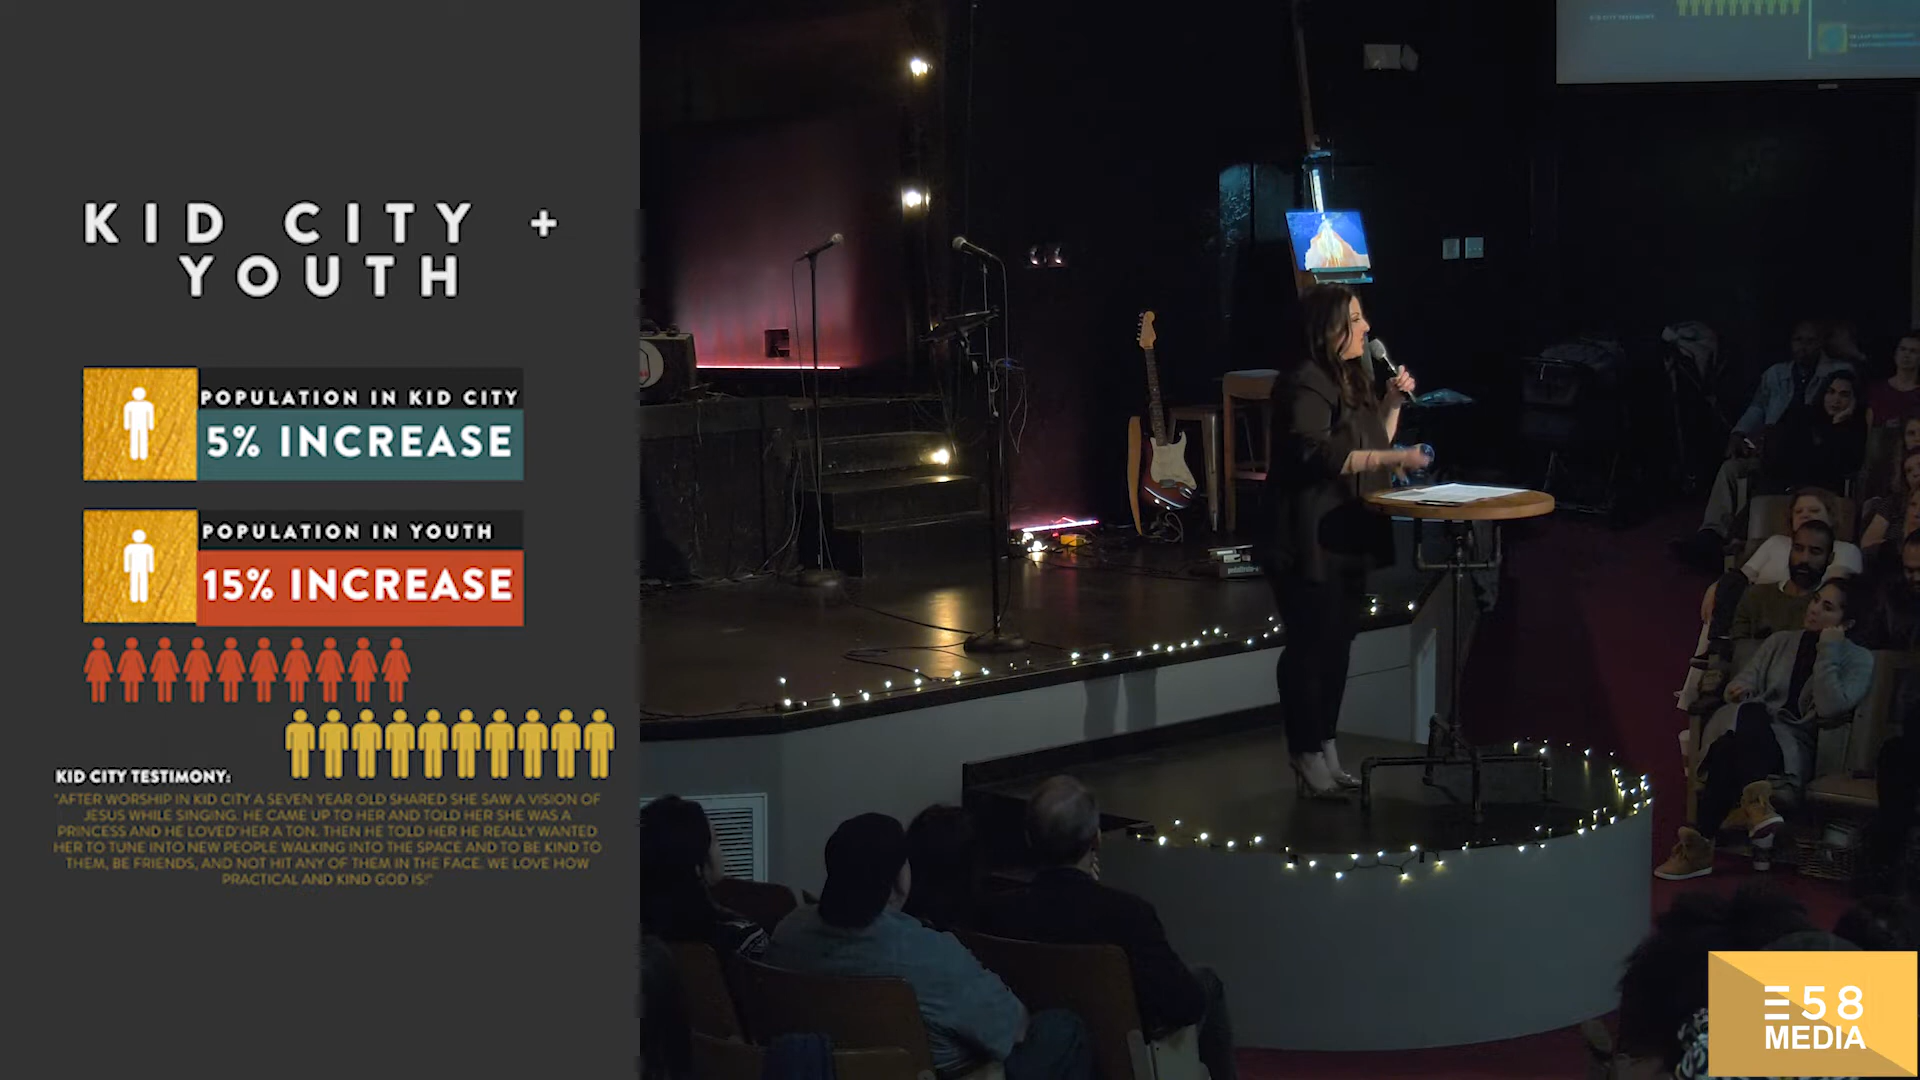 KID CITY +
YOUTH
POPULATION IN KID CITY
5% INCREASE
POPULATION IN YOUTH
15% INCREASE
KID CITY TESTIMONY:
"AFTER WORSHIP IN KID CITY A SEVEN YEAR OLD SHARED SHE SAW A VISION OF
JESUS WHILE SINGING. HE CAME UP TO HER AND TOLD HER SHE WAS A
PRINCESS AND HE LOVED HER A TON. THEN HE TOLD HER HE REALLY WANTED
HER TO TUNE INTO NEW PEOPLE WALKING INTO THE SPACE AND TO BE KIND TO
THEM, BE FRIENDS, AND NOT HIT ANY OF THEM IN THE FACE. WE LOVE HOW
PRACTICAL AND KIND GOD IS!"
KID CITY TESTIMONY:
E58
MEDIA